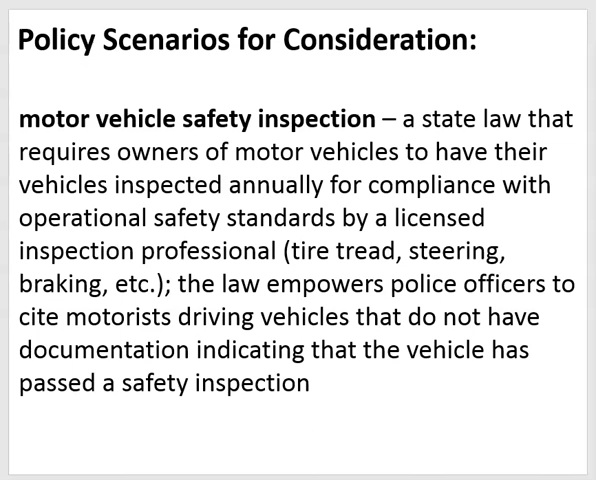 Policy Scenarios for Consideration:
motor vehicle safety inspection – a state law that
requires owners of motor vehicles to have their
vehicles inspected annually for compliance with
operational safety standards by a licensed
inspection professional (tire tread, steering,
braking, etc.); the law empowers police officers to
cite motorists driving vehicles that do not have
documentation indicating that the vehicle has
passed a safety inspection